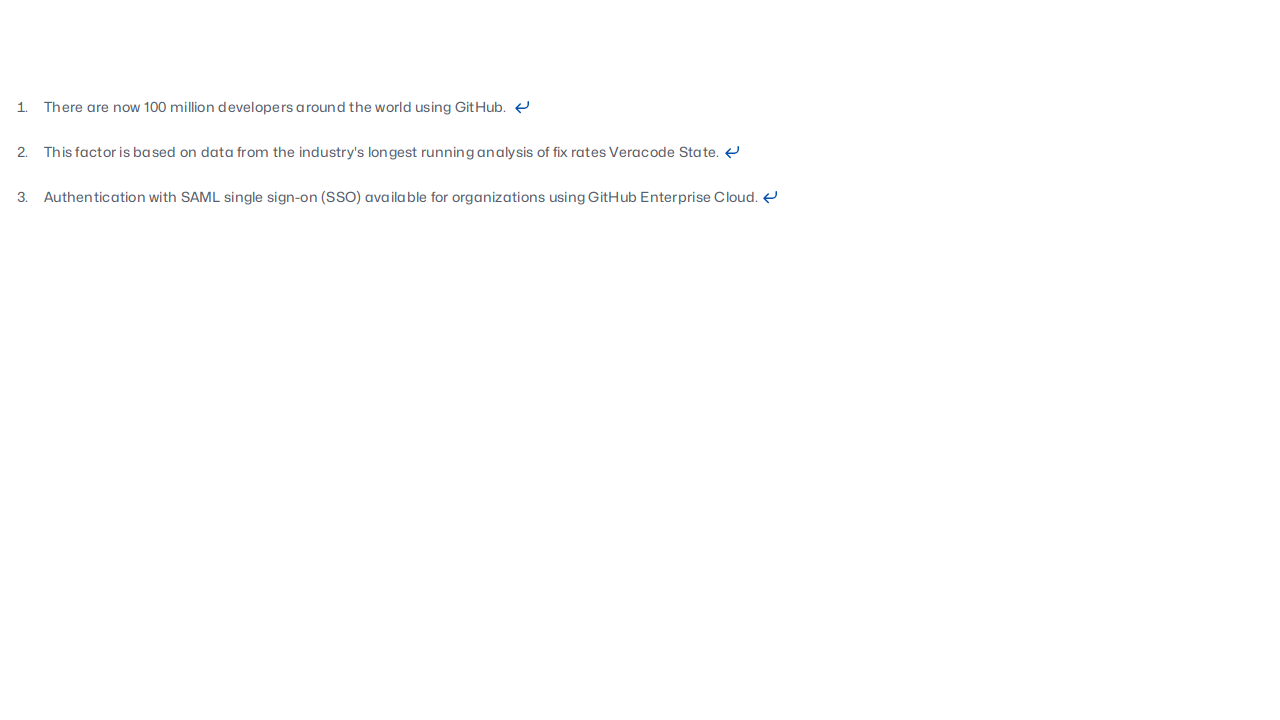 1. There are now 100 million developers around the world using GitHub.
2. This factor is based on data from the industry's longest running analysis of fix rates Veracode State.
3. Authentication with SAML single sign-on (SSO) available for organizations using GitHub Enterprise Cloud.